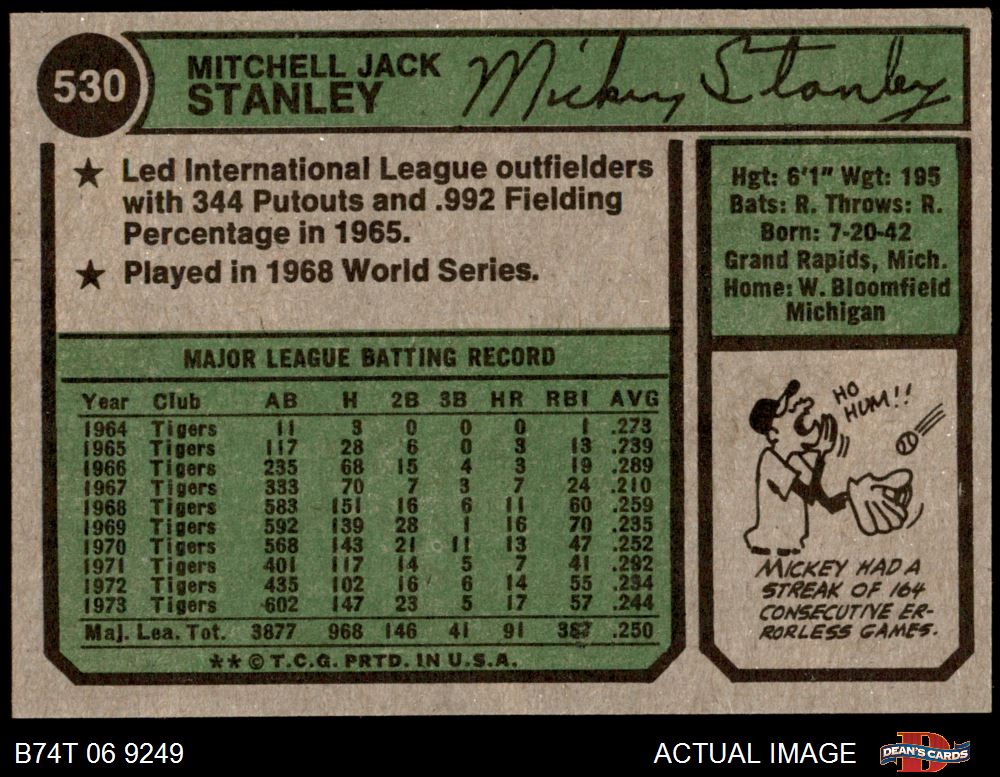 530
MITCHELL JACK
STANLEY
Mickey Stanley
★ Led International League outfielders
with 344 Putouts and .992 Fielding
Percentage in 1965.
★ Played in 1968 World Series.
Hgt: 6'1" Wgt: 195
Bats: R. Throws: R.
Born: 7-20-42
Grand Rapids, Mich.
Home: W. Bloomfield
Michigan
MAJOR LEAGUE BATTING RECORD
Year Club AB H 2B 3B HR RBI AVG
1964 Tigers 11 3 0 0 0 1 .273
1965 Tigers 117 28 6 0 3 13 .239
1966 Tigers 235 68 15 4 3 19 .289
1967 Tigers 333 70 7 3 7 24 .210
1968 Tigers 583 151 16 6 11 60 .259
1969 Tigers 592 139 28 1 16 70 .235
1970 Tigers 568 143 21 11 13 47 .252
1971 Tigers 401 117 14 5 7 41 .292
1972 Tigers 435 102 16 6 14 55 .234
1973 Tigers 602 147 23 5 17 57 .244
Maj. Lea. Tot. 3877 968 146 41 91 387 .250
** © T.C.G. PRTD. IN U.S.A.
HO
HUM!!
MICKEY HAD A
STREAK OF 164
CONSECUTIVE ER-
RORLESS GAMES.
B74T 06 9249
ACTUAL IMAGE
D
DEAN'S CARDS